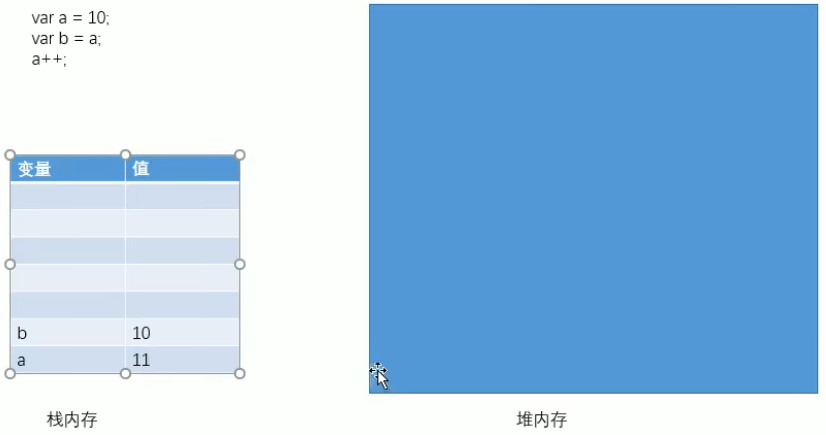 var a = 10;
var b = a;
a++;
变量 值
b 10
a 11
栈内存 堆内存